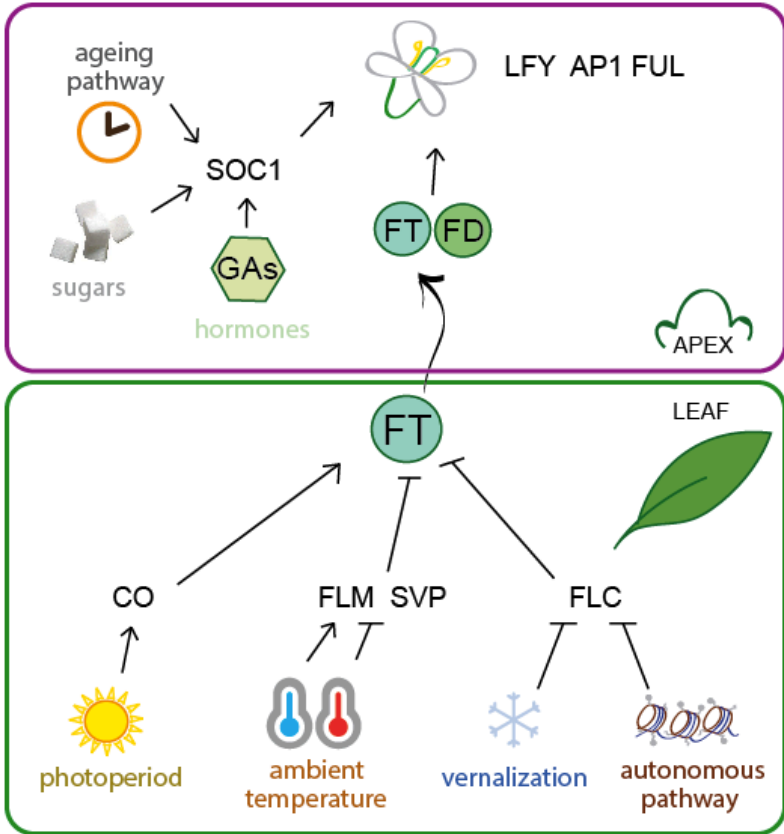 ageing
pathway
LFY AP1 FUL
SOC1
FT FD
GAs
sugars
hormones
APEX
FT
LEAF
CO
FLM SVP
FLC
photoperiod
ambient
temperature
vernalization
autonomous
pathway